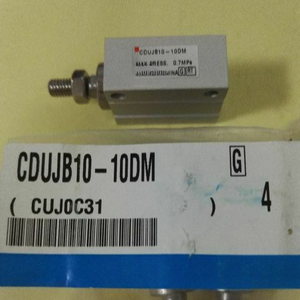 CDUJB10-10DM
MAX.PRESS. 0.7MPa
CDUJB10-10DM
G
( CUJ0C31 )
4